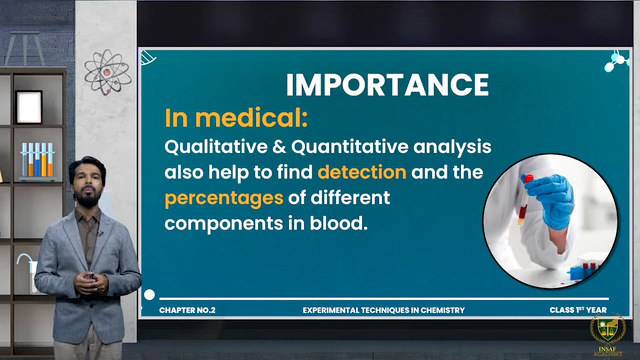 IMPORTANCE
In medical:
Qualitative & Quantitative analysis
also help to find detection and the
percentages of different
components in blood.
CHAPTER NO.2 EXPERIMENTAL TECHNIQUES IN CHEMISTRY CLASS 1ST YEAR
INSAF
ACADEMY